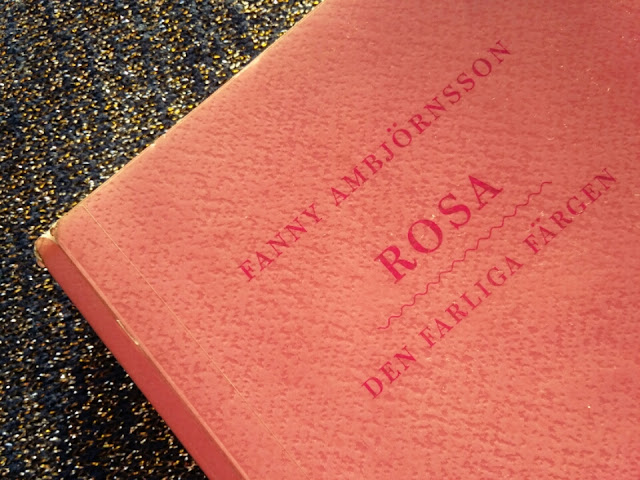 FANNY AMBJÖRNSSON
ROSA
DEN FARLIGA FÄRGEN